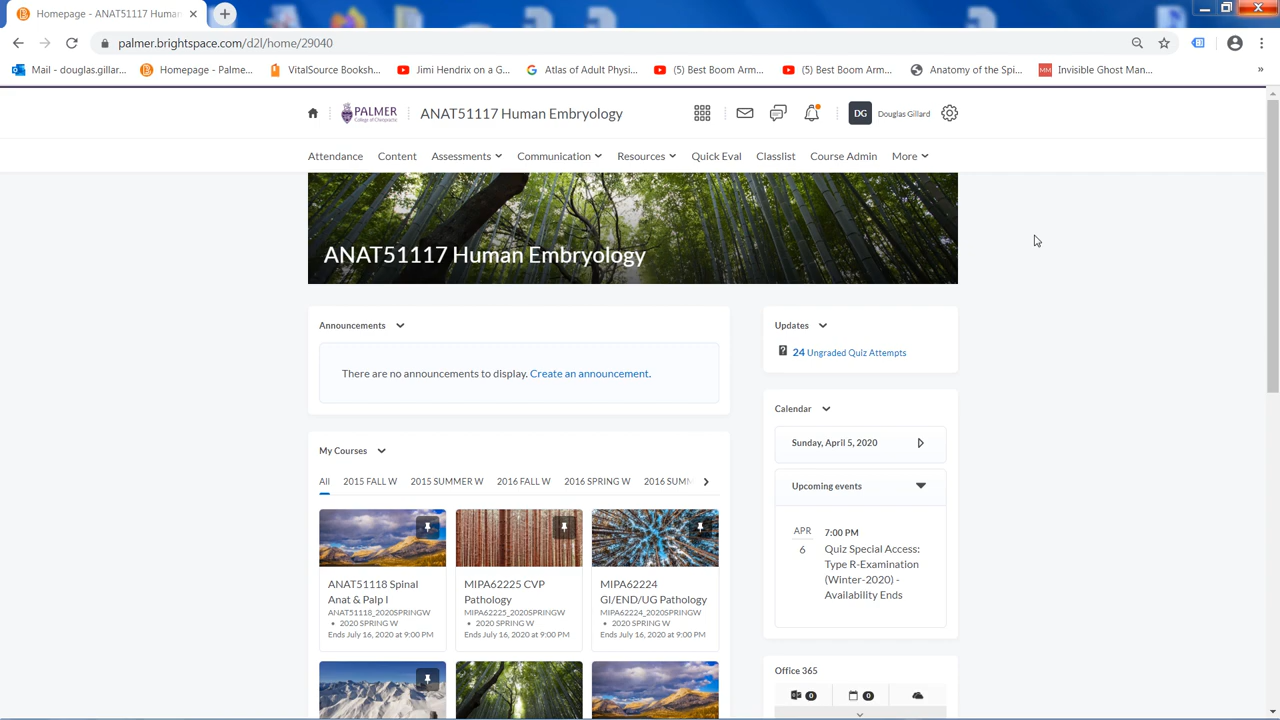 Homepage - ANAT51117 Human
palmer.brightspace.com/d2l/home/29040
Mail - douglas.gillar...
Homepage - Palme...
VitalSource Booksh...
Jimi Hendrix on a G...
Atlas of Adult Physi...
(5) Best Boom Arm...
(5) Best Boom Arm...
Anatomy of the Spi...
MM
Invisible Ghost Man...
»
PALMER
College of Chiropractic
ANAT51117 Human Embryology
DG
Douglas Gillard
Attendance
Content
Assessments
Communication
Resources
Quick Eval
Classlist
Course Admin
More
ANAT51117 Human Embryology
Announcements
There are no announcements to display. Create an announcement.
My Courses
All
2015 FALL W
2015 SUMMER W
2016 FALL W
2016 SPRING W
2016 SUMM
ANAT51118 Spinal
Anat & Palp I
ANAT51118_2020SPRINGW
• 2020 SPRING W
Ends July 16, 2020 at 9:00 PM
MIPA62225 CVP
Pathology
MIPA62225_2020SPRINGW
• 2020 SPRING W
Ends July 16, 2020 at 9:00 PM
MIPA62224
GI/END/UG Pathology
MIPA62224_2020SPRINGW
• 2020 SPRING W
Ends July 16, 2020 at 9:00 PM
Updates
24 Ungraded Quiz Attempts
Calendar
Sunday, April 5, 2020
Upcoming events
APR
6
7:00 PM
Quiz Special Access:
Type R-Examination
(Winter-2020) -
Availability Ends
Office 365
0
0